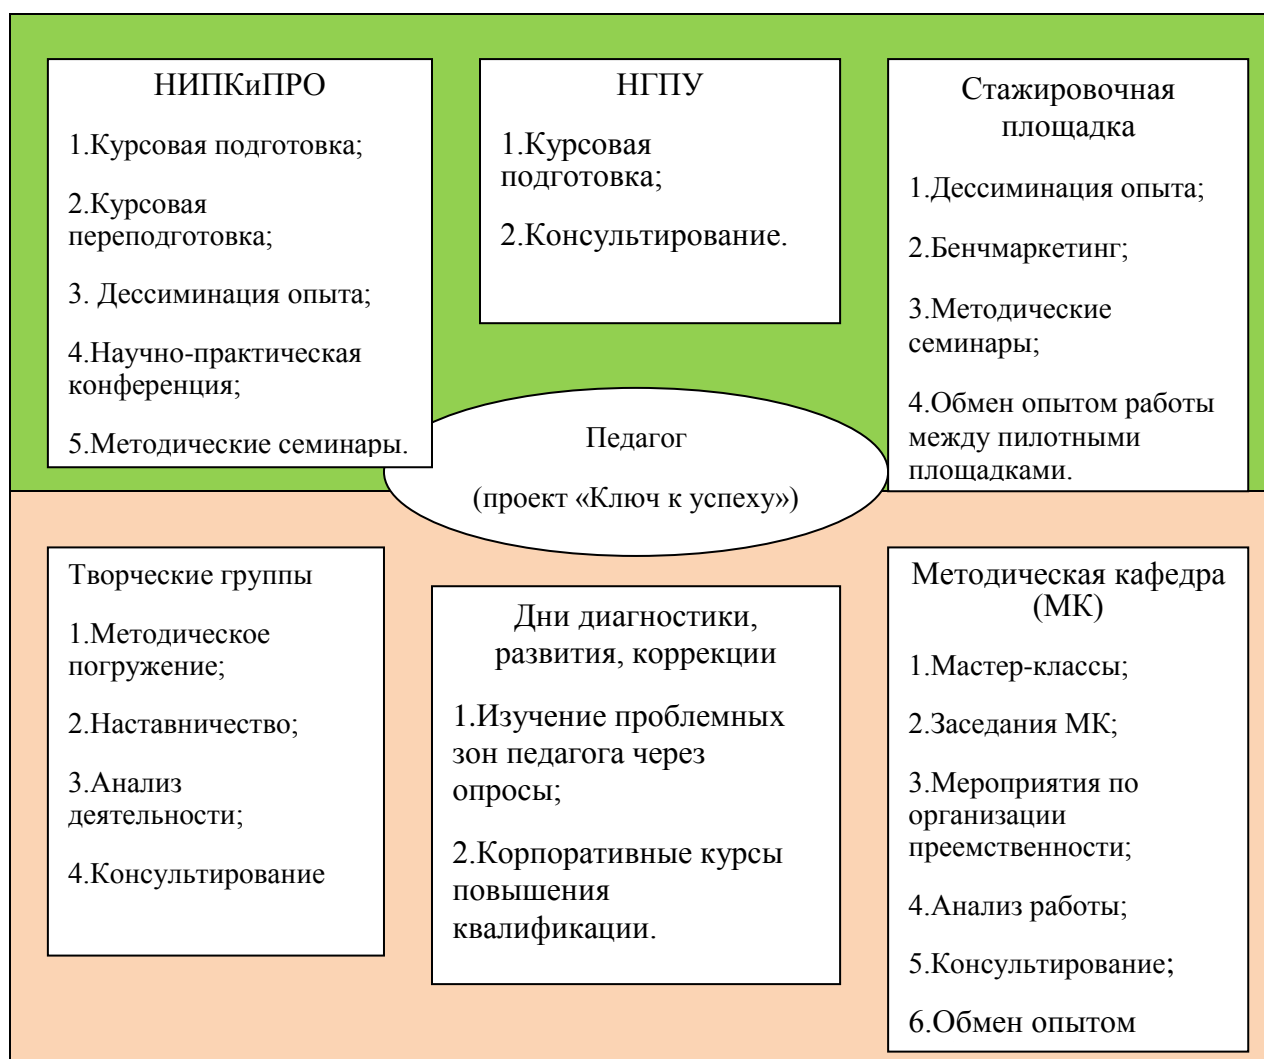 НИПКиПРО
1.Курсовая подготовка;
2.Курсовая
переподготовка;
3. Дессиминация опыта;
4.Научно-практическая
конференция;
5.Методические семинары.
НГПУ
1.Курсовая
подготовка;
2.Консультирование.
Стажировочная
площадка
1.Дессиминация опыта;
2.Бенчмаркетинг;
3.Методические
семинары;
4.Обмен опытом работы
между пилотными
площадками.
Педагог
(проект «Ключ к успеху»)
Творческие группы
1.Методическое
погружение;
2.Наставничество;
3.Анализ
деятельности;
4.Консультирование
Дни диагностики,
развития, коррекции
1.Изучение проблемных
зон педагога через
опросы;
2.Корпоративные курсы
повышения
квалификации.
Методическая кафедра
(МК)
1.Мастер-классы;
2.Заседания МК;
3.Мероприятия по
организации
преемственности;
4.Анализ работы;
5.Консультирование;
6.Обмен опытом